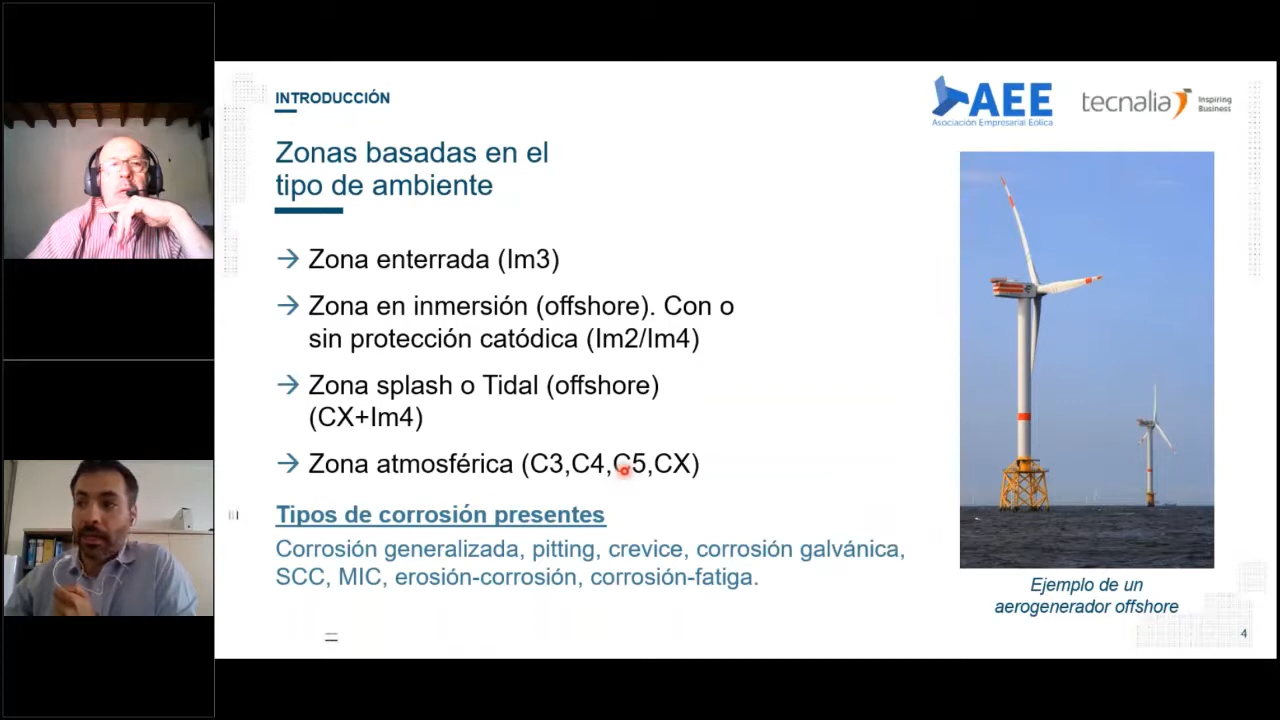 INTRODUCCIÓN
AEE
Asociación Empresarial Eólica
tecnalia
Inspiring
Business
Zonas basadas en el
tipo de ambiente
→ Zona enterrada (Im3)
→ Zona en inmersión (offshore). Con o
sin protección catódica (Im2/Im4)
→ Zona splash o Tidal (offshore)
(CX+Im4)
→ Zona atmosférica (C3,C4,C5,CX)
Tipos de corrosión presentes
Corrosión generalizada, pitting, crevice, corrosión galvánica,
SCC, MIC, erosión-corrosión, corrosión-fatiga.
Ejemplo de un
aerogenerador offshore
4